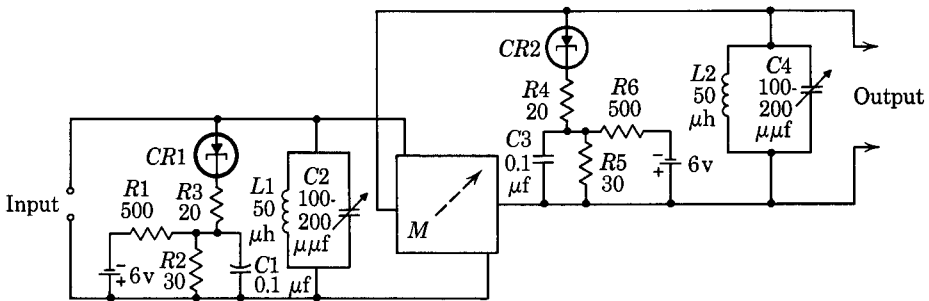 CR2
R4
20
R6
500
C3
0.1
μf
R5
30
−
+
6v
L2
50
μh
C4
100-
200
μμf
Output
Input
CR1
R1
500
R3
20
R2
30
−
+
6v
C1
0.1 μf
L1
50
μh
C2
100-
200
μμf
M